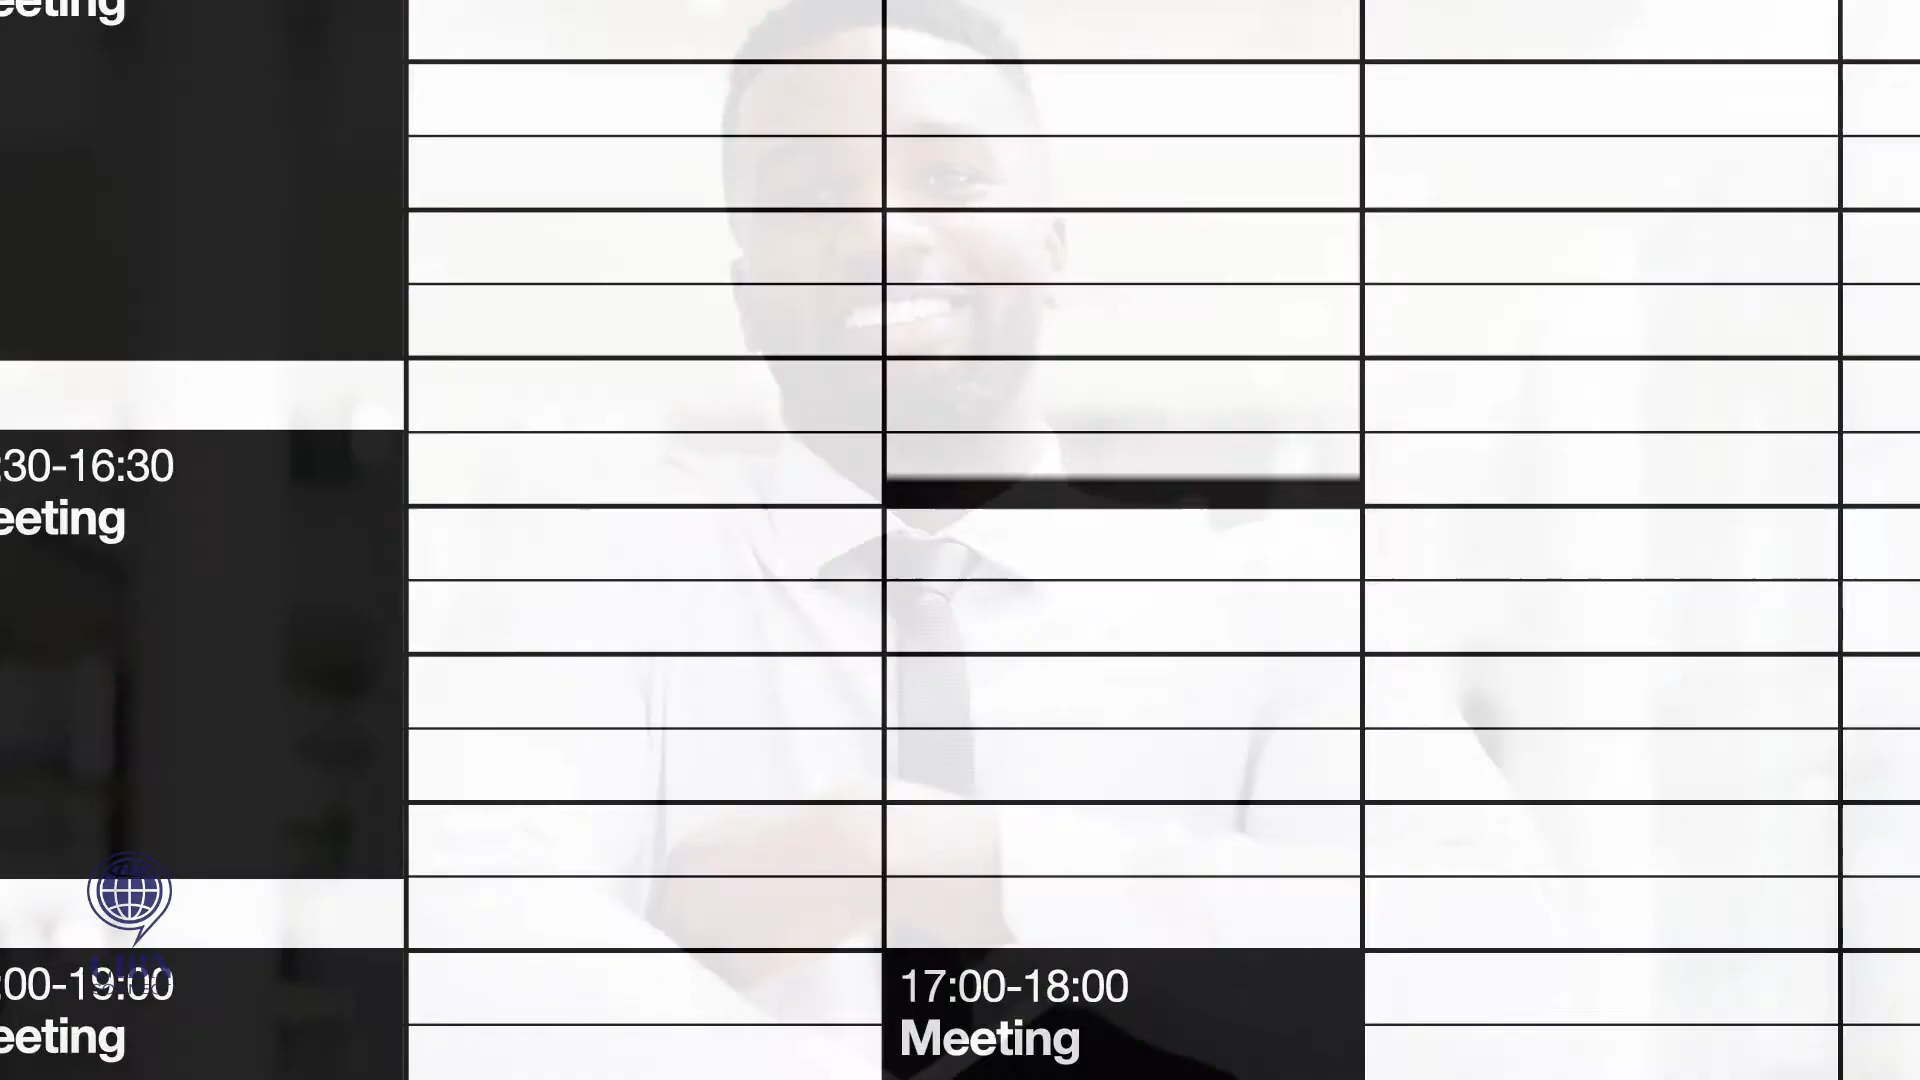 eeting
:30-16:30
eeting
:00-19:00
eeting
17:00-18:00
Meeting